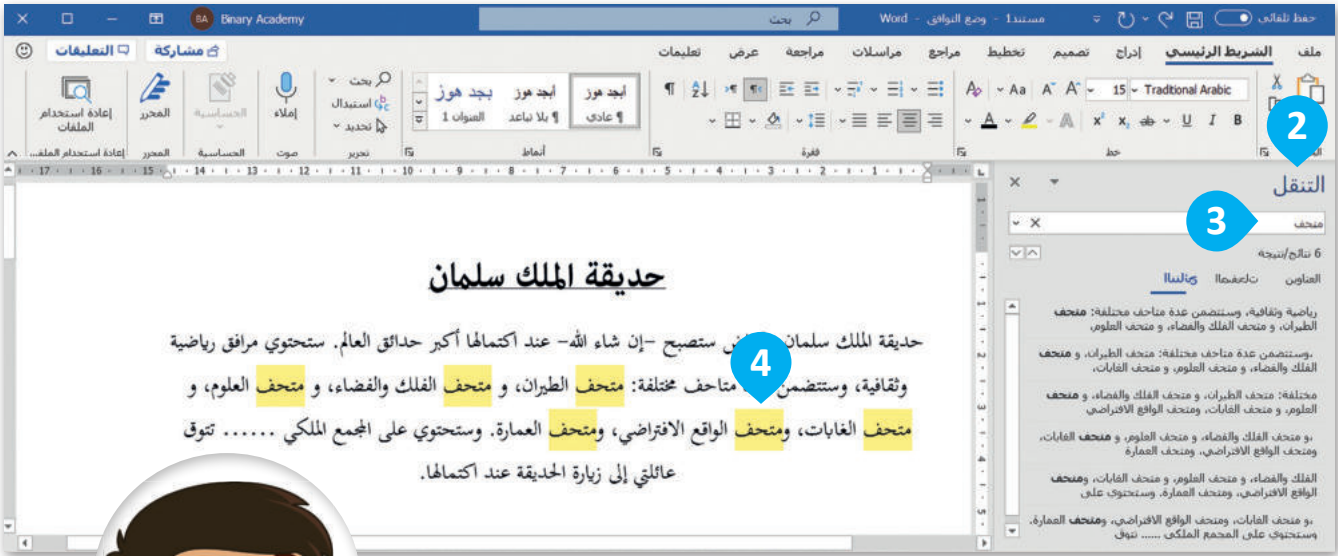 حفظ تلقائي
مستند1 - وضع التوافق - Word
بحث
Binary Academy
BA
ملف
الشريط الرئيسي
إدراج
تصميم
تخطيط
مراجع
مراسلات
مراجعة
عرض
تعليمات
مشاركة
التعليقات
Traditional Arabic
15
B I U
خط
فقرة
أبجد هوز
¶ عادي
أبجد هوز
¶ بلا تباعد
بجد هوز
العنوان 1
أنماط
بحث
استبدال
تحديد
تحرير
إملاء
صوت
الحساسية
الحساسية
المحرر
المحرر
إعادة استخدام
الملفات
إعادة استخدام الملف...
2
التنقل
متحف
3
6 نتائج/نتيجة
العناوين
رياضية وثقافية، وستتضمن عدة متاحف مختلفة: متحف
الطيران، و متحف الفلك والفضاء، و متحف العلوم،
،وستتضمن عدة متاحف مختلفة: متحف الطيران، و متحف
الفلك والفضاء، و متحف العلوم، و متحف الغابات،
مختلفة: متحف الطيران، و متحف الفلك والفضاء، و متحف
العلوم، و متحف الغابات، ومتحف الواقع الافتراضي
،و متحف الفلك والفضاء، و متحف العلوم، و متحف الغابات،
ومتحف الواقع الافتراضي، ومتحف العمارة
الفلك والفضاء، و متحف العلوم، و متحف الغابات، ومتحف
الواقع الافتراضي، ومتحف العمارة. وستحتوي على
،و متحف الغابات، ومتحف الواقع الافتراضي، ومتحف العمارة.
وستحتوي على المجمع الملكي ...... تتوق
حديقة الملك سلمان
حديقة الملك سلمان ستصبح –إن شاء الله– عند اكتمالها أكبر حدائق العالم. ستحتوي مرافق رياضية
وثقافية، وستتضمن متاحف مختلفة: متحف الطيران، و متحف الفلك والفضاء، و متحف العلوم، و
متحف الغابات، ومتحف الواقع الافتراضي، ومتحف العمارة. وستحتوي على المجمع الملكي ...... تتوق
عائلتي إلى زيارة الحديقة عند اكتمالها.
4